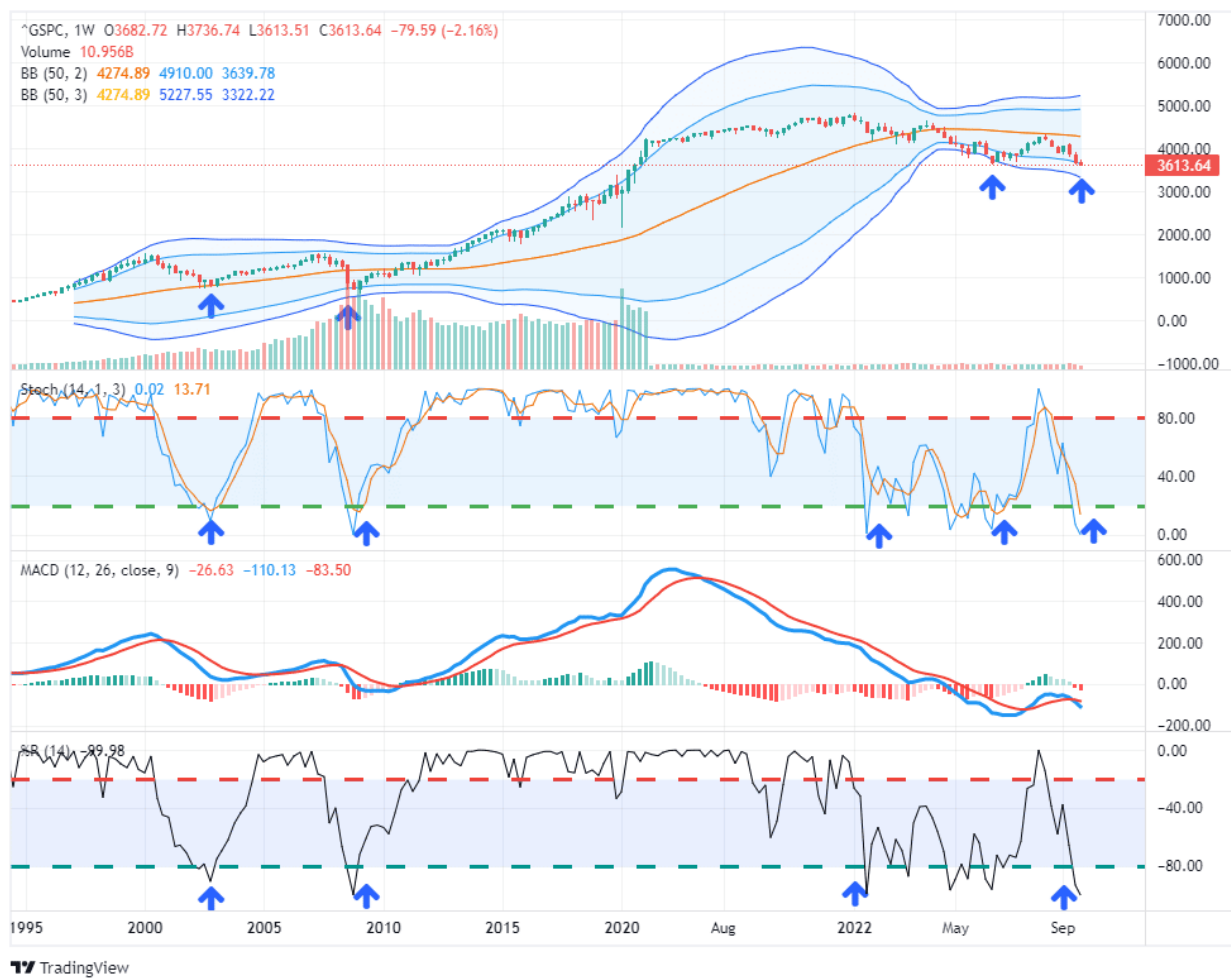 ^GSPC, 1W O3682.72 H3736.74 L3613.51 C3613.64 −79.59 (−2.16%)
Volume 10.956B
BB (50, 2) 4274.89 4910.00 3639.78
BB (50, 3) 4274.89 5227.55 3322.22
7000.00
6000.00
5000.00
4000.00
3613.64
3000.00
2000.00
1000.00
0.00
−1000.00
Stoch (14, 1, 3) 0.02 13.71
80.00
40.00
0.00
MACD (12, 26, close, 9) −26.63 −110.13 −83.50
600.00
400.00
200.00
0.00
−200.00
%R (14) −99.98
0.00
−40.00
−80.00
1995 2000 2005 2010 2015 2020 Aug 2022 May Sep
TradingView